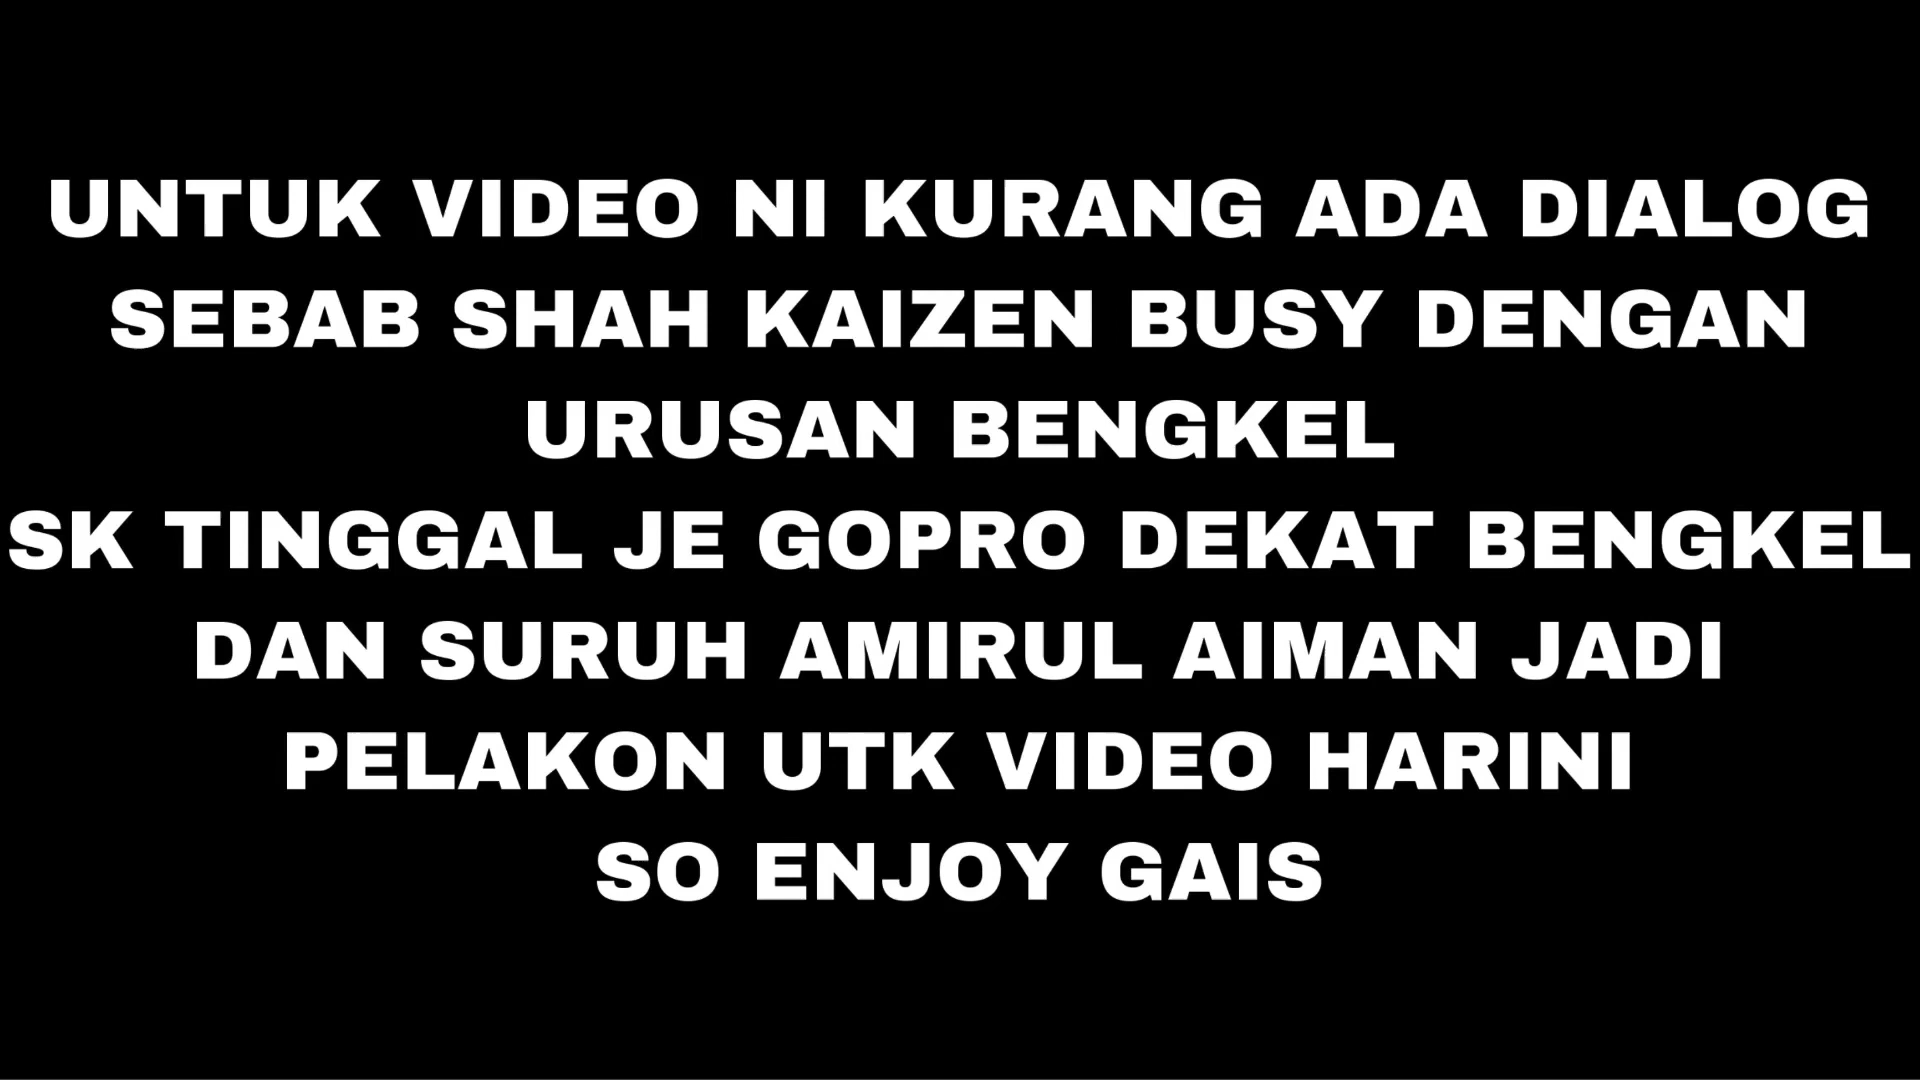 UNTUK VIDEO NI KURANG ADA DIALOG
SEBAB SHAH KAIZEN BUSY DENGAN
URUSAN BENGKEL
SK TINGGAL JE GOPRO DEKAT BENGKEL
DAN SURUH AMIRUL AIMAN JADI
PELAKON UTK VIDEO HARINI
SO ENJOY GAIS